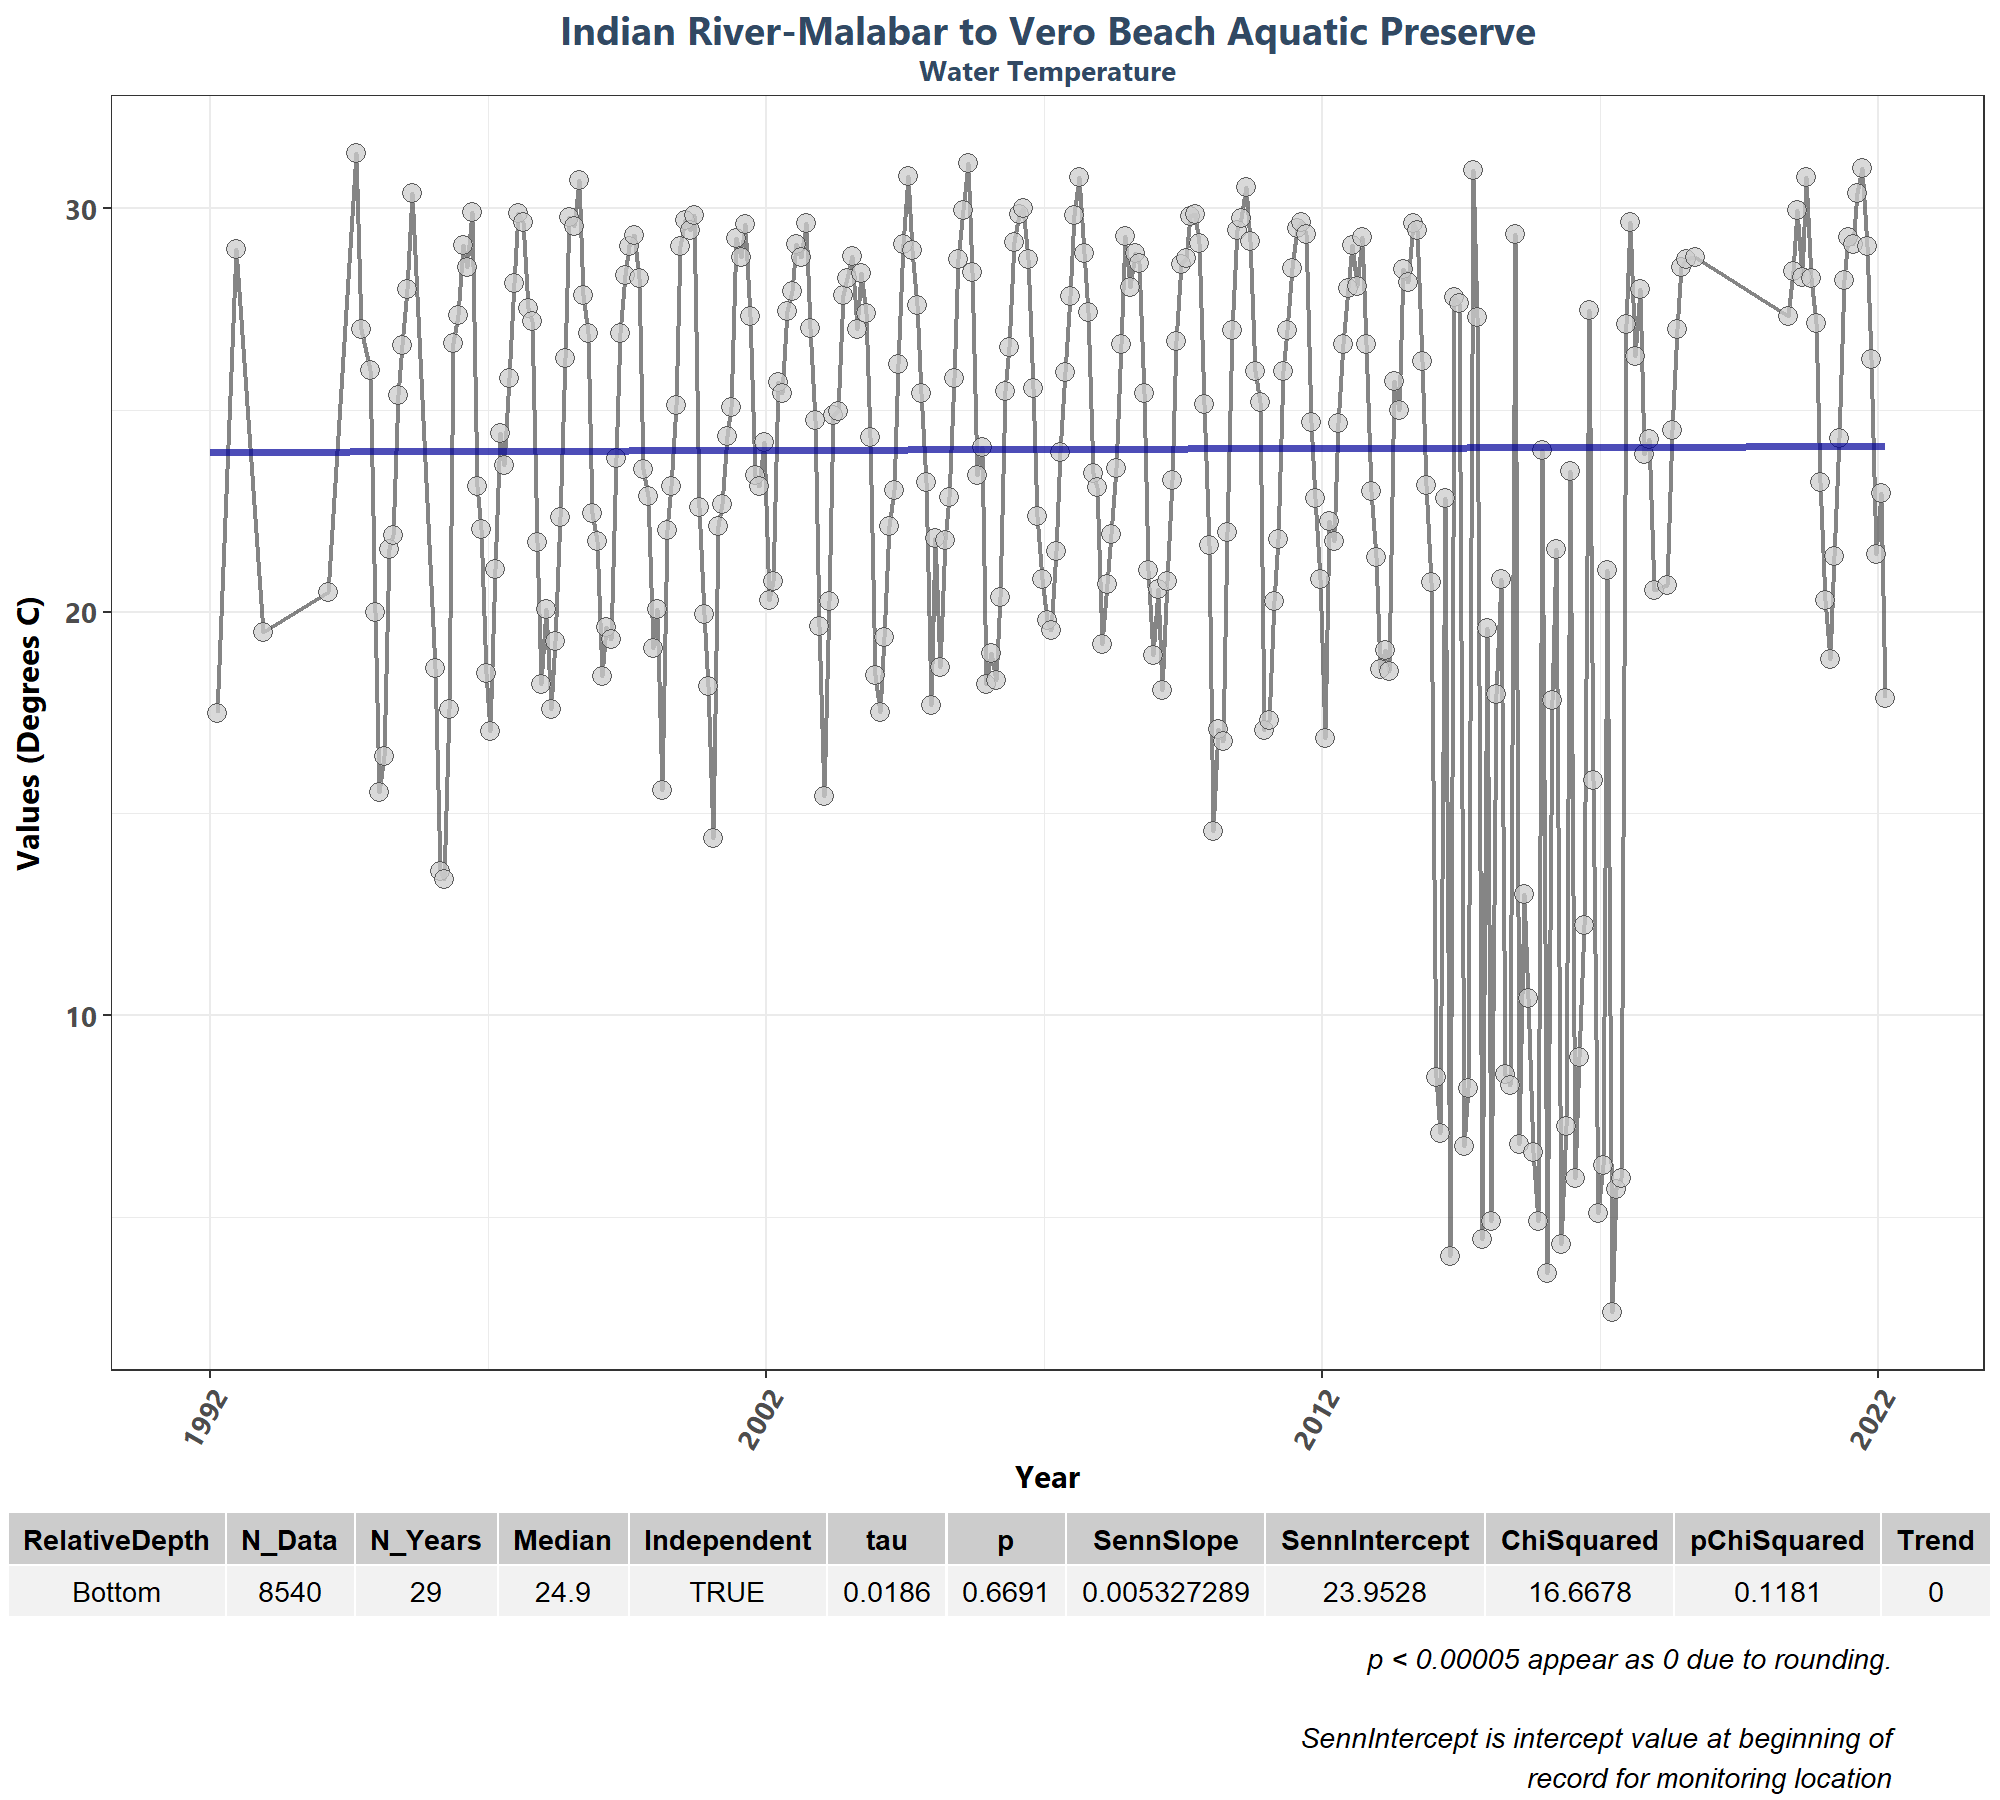 Indian River-Malabar to Vero Beach Aquatic Preserve
Water Temperature
Values (Degrees C)
30
20
10
1992
2002
2012
2022
Year
RelativeDepth N_Data N_Years Median Independent tau p SennSlope SennIntercept ChiSquared pChiSquared Trend
Bottom 8540 29 24.9 TRUE 0.0186 0.6691 0.005327289 23.9528 16.6678 0.1181 0
p < 0.00005 appear as 0 due to rounding.
SennIntercept is intercept value at beginning of
record for monitoring location